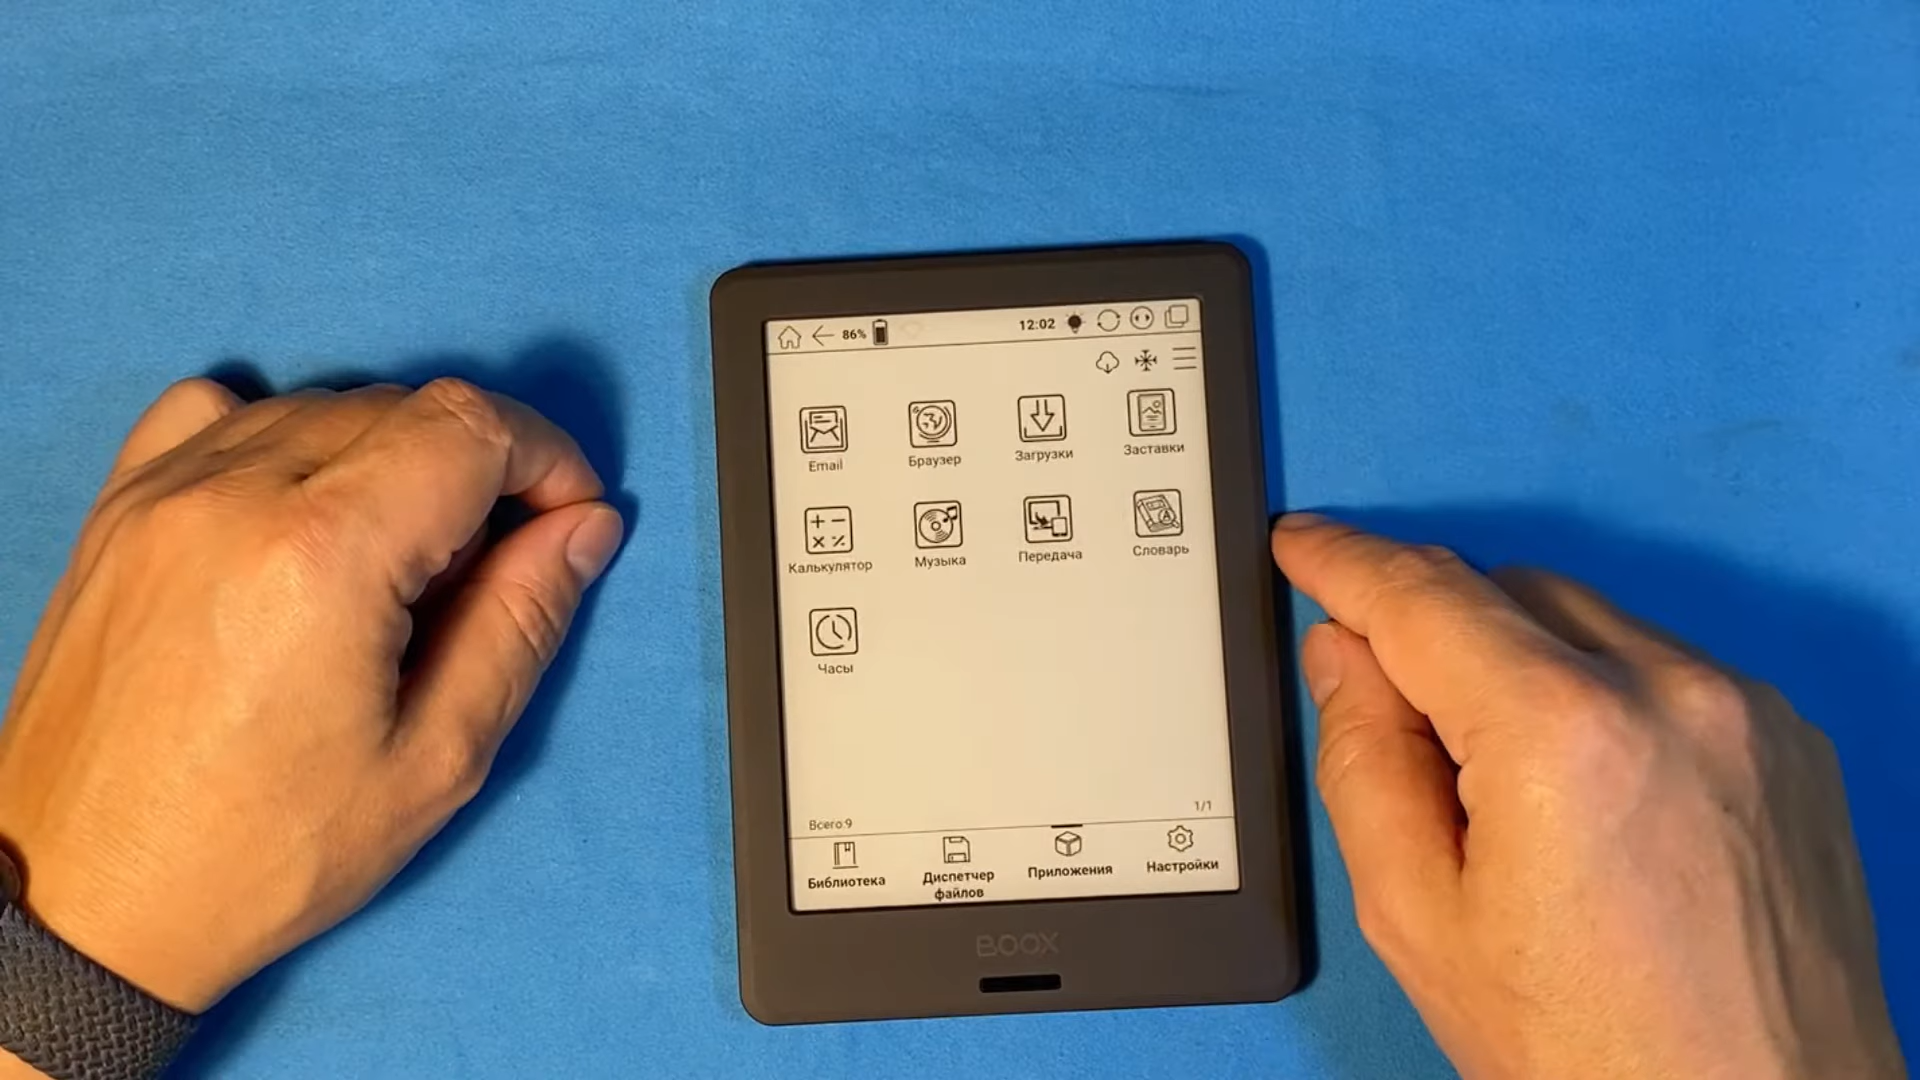 86% 12:02
Email Браузер Загрузки Заставки
Калькулятор Музыка Передача Словарь
Часы
Всего:9 1/1
Библиотека Диспетчер файлов Приложения Настройки
BOOX